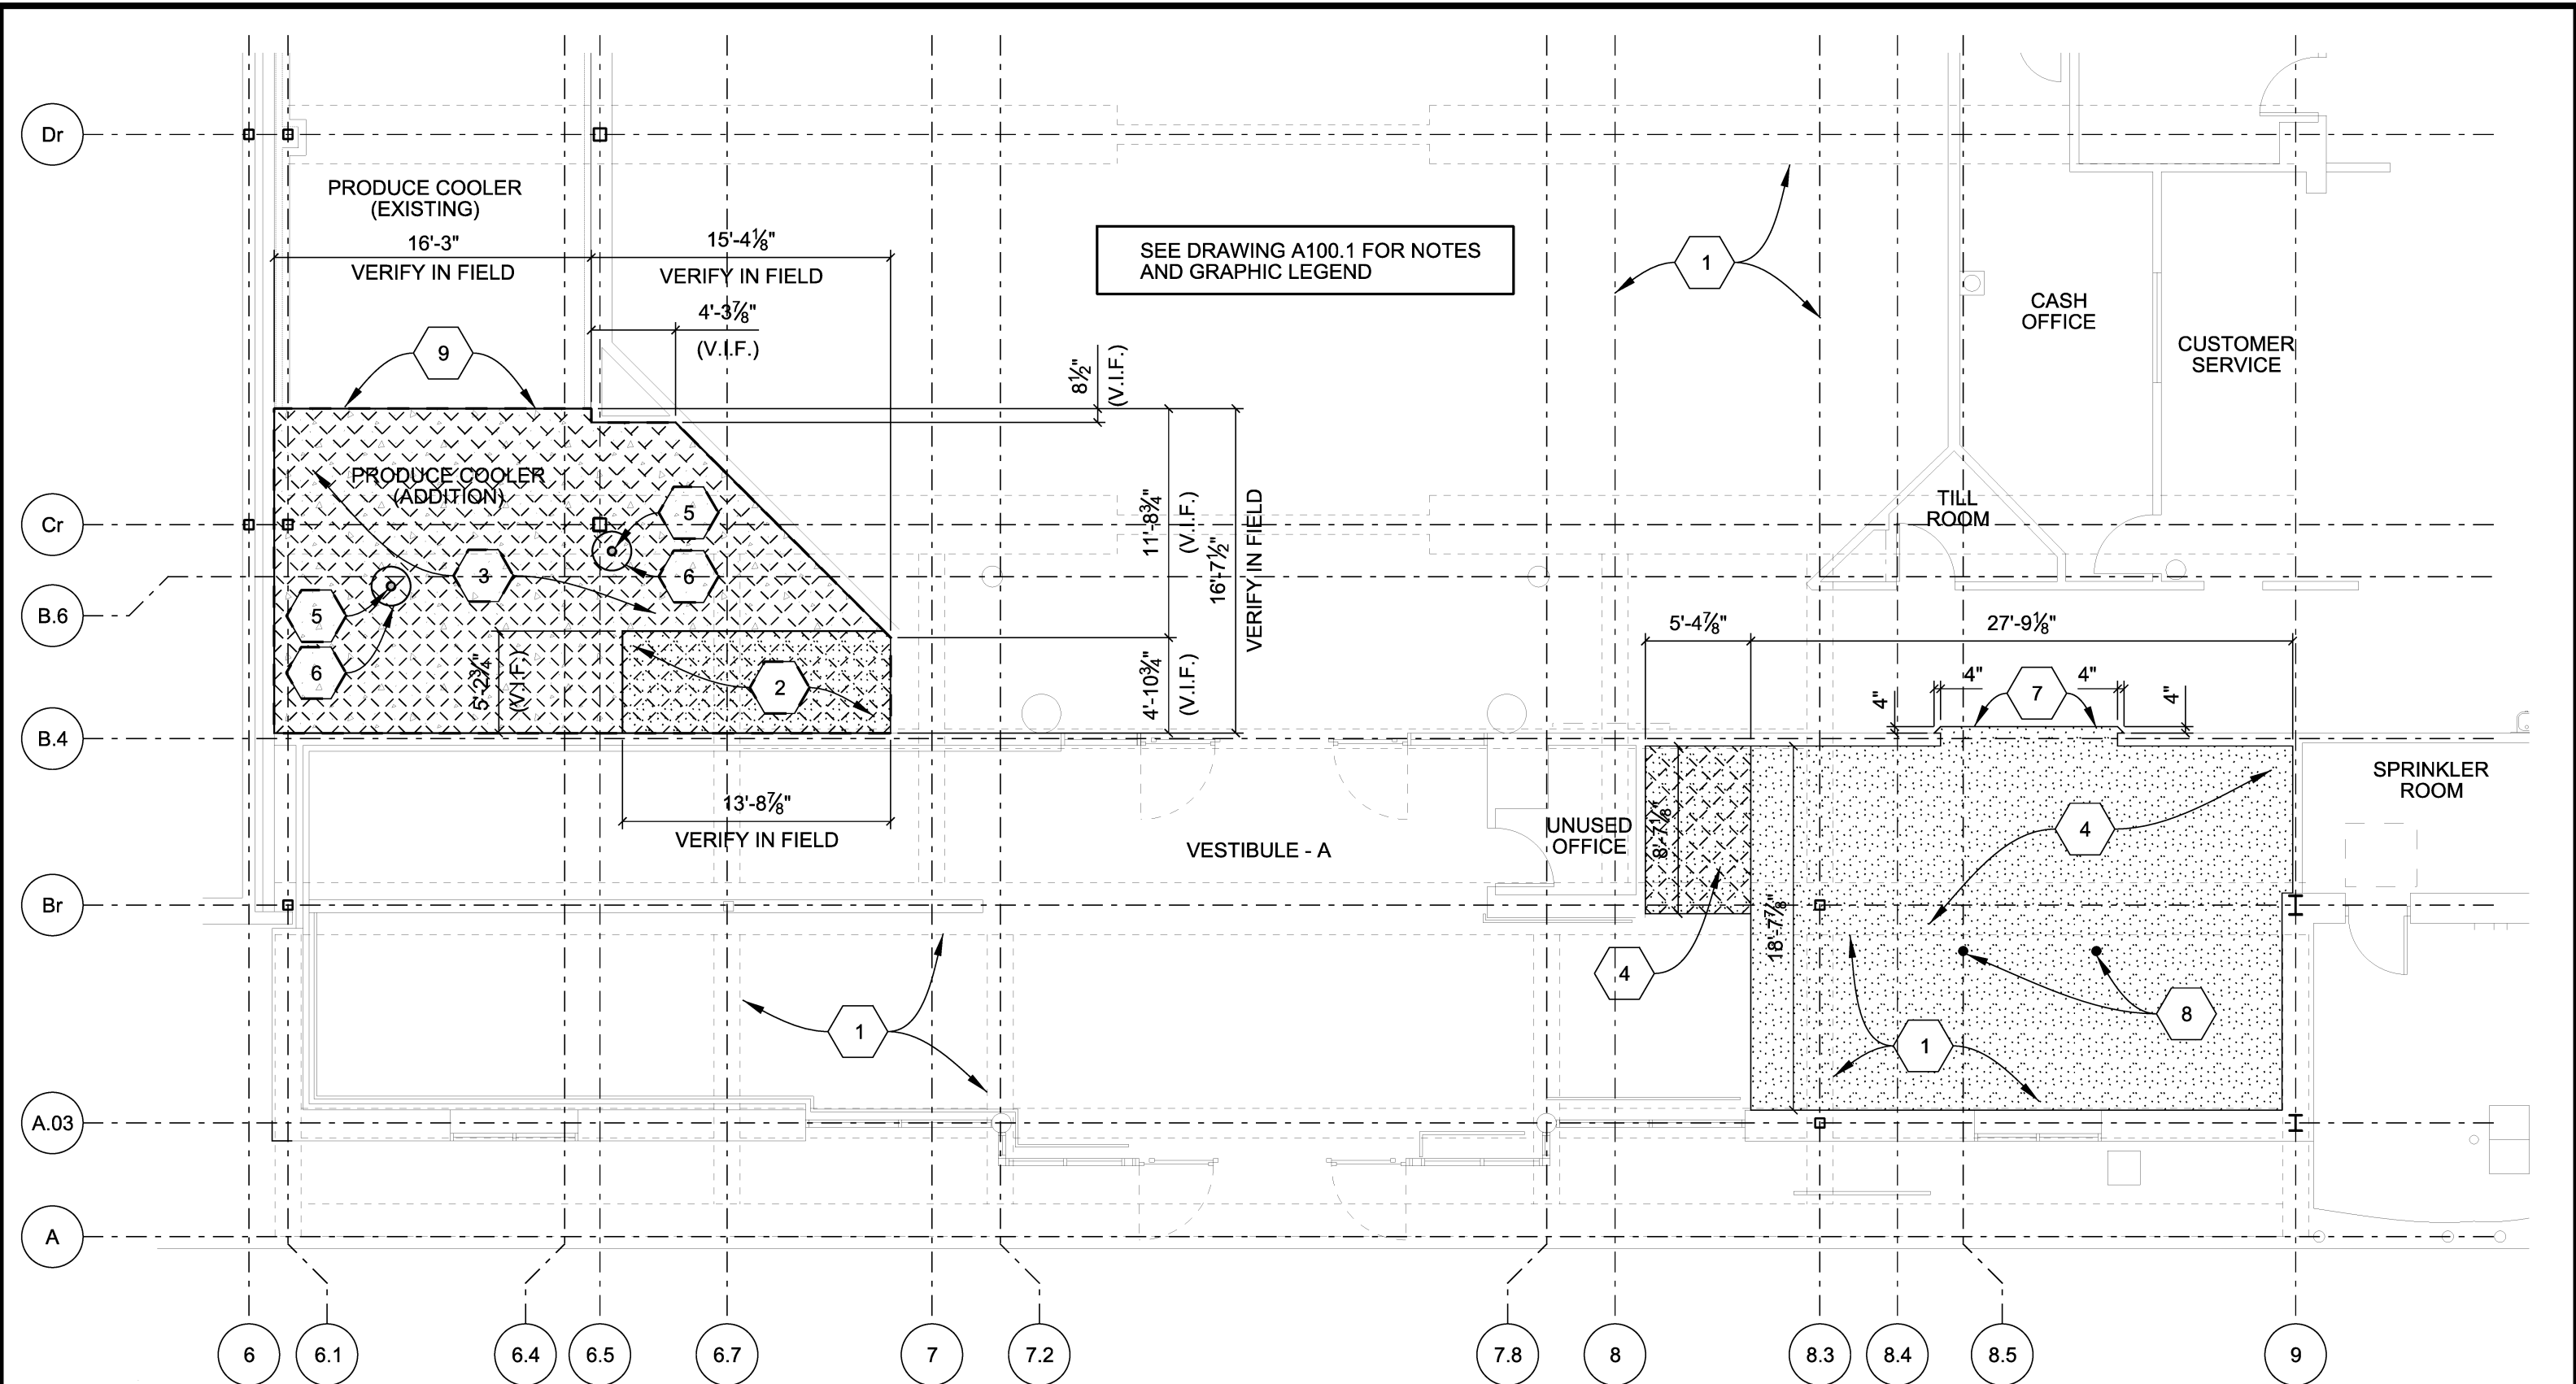 Dr
PRODUCE COOLER
(EXISTING)
16'-3"
VERIFY IN FIELD
15'-4⅛"
VERIFY IN FIELD
4'-3⅞"
(V.I.F.)
SEE DRAWING A100.1 FOR NOTES
AND GRAPHIC LEGEND
1
CASH
OFFICE
CUSTOMER
SERVICE
9
8½"
(V.I.F.)
PRODUCE COOLER
(ADDITION)
Cr
5
6
3
11'-8¾"
(V.I.F.)
16'-7½"
VERIFY IN FIELD
TILL
ROOM
B.6
5
6
5'-2¾"
(V.I.F.)
2
4'-10¾"
(V.I.F.)
5'-4⅞"
27'-9⅛"
4"
4"
7
4"
4"
B.4
13'-8⅞"
VERIFY IN FIELD
VESTIBULE - A
UNUSED
OFFICE
8'-7⅛"
4
SPRINKLER
ROOM
Br
18'-7⅞"
4
8
1
1
A.03
A
6
6.1
6.4
6.5
6.7
7
7.2
7.8
8
8.3
8.4
8.5
9